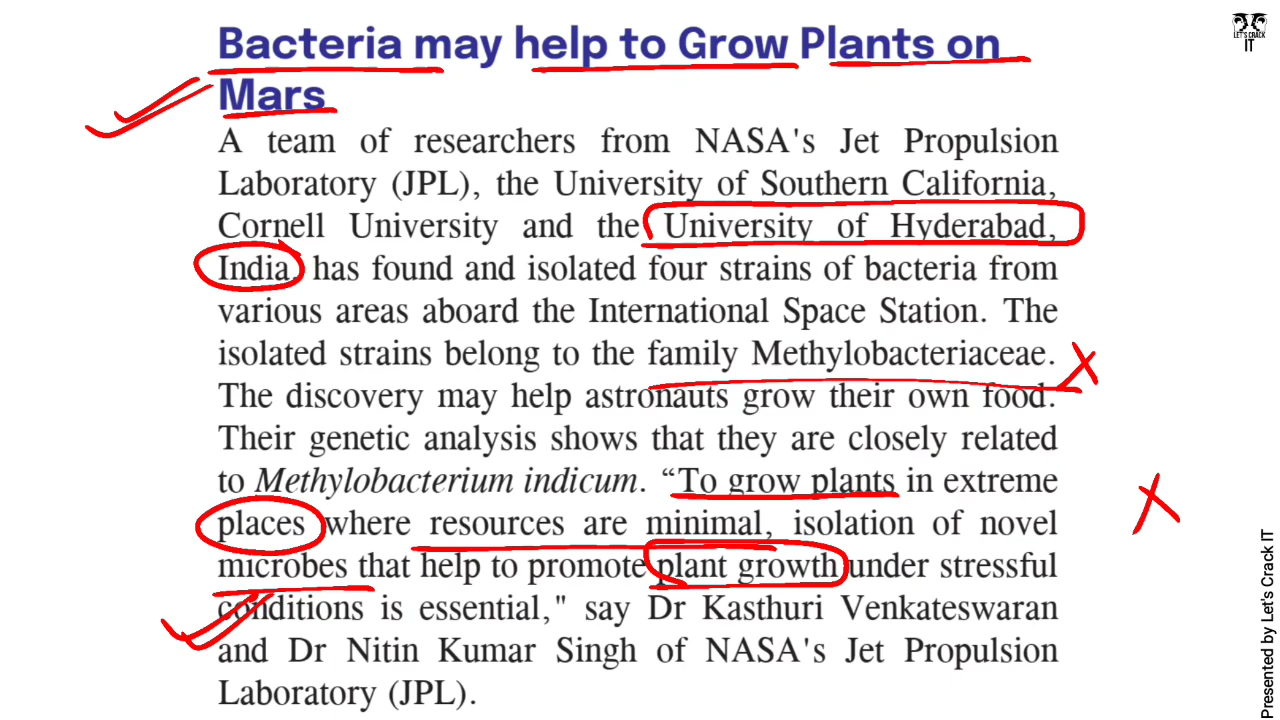 Bacteria may help to Grow Plants on
Mars
LET'S CRACK
IT
A team of researchers from NASA's Jet Propulsion
Laboratory (JPL), the University of Southern California,
Cornell University and the University of Hyderabad,
India, has found and isolated four strains of bacteria from
various areas aboard the International Space Station. The
isolated strains belong to the family Methylobacteriaceae.
The discovery may help astronauts grow their own food.
Their genetic analysis shows that they are closely related
to Methylobacterium indicum. “To grow plants in extreme
places where resources are minimal, isolation of novel
microbes that help to promote plant growth under stressful
conditions is essential," say Dr Kasthuri Venkateswaran
and Dr Nitin Kumar Singh of NASA's Jet Propulsion
Laboratory (JPL).
Presented by Let's Crack IT